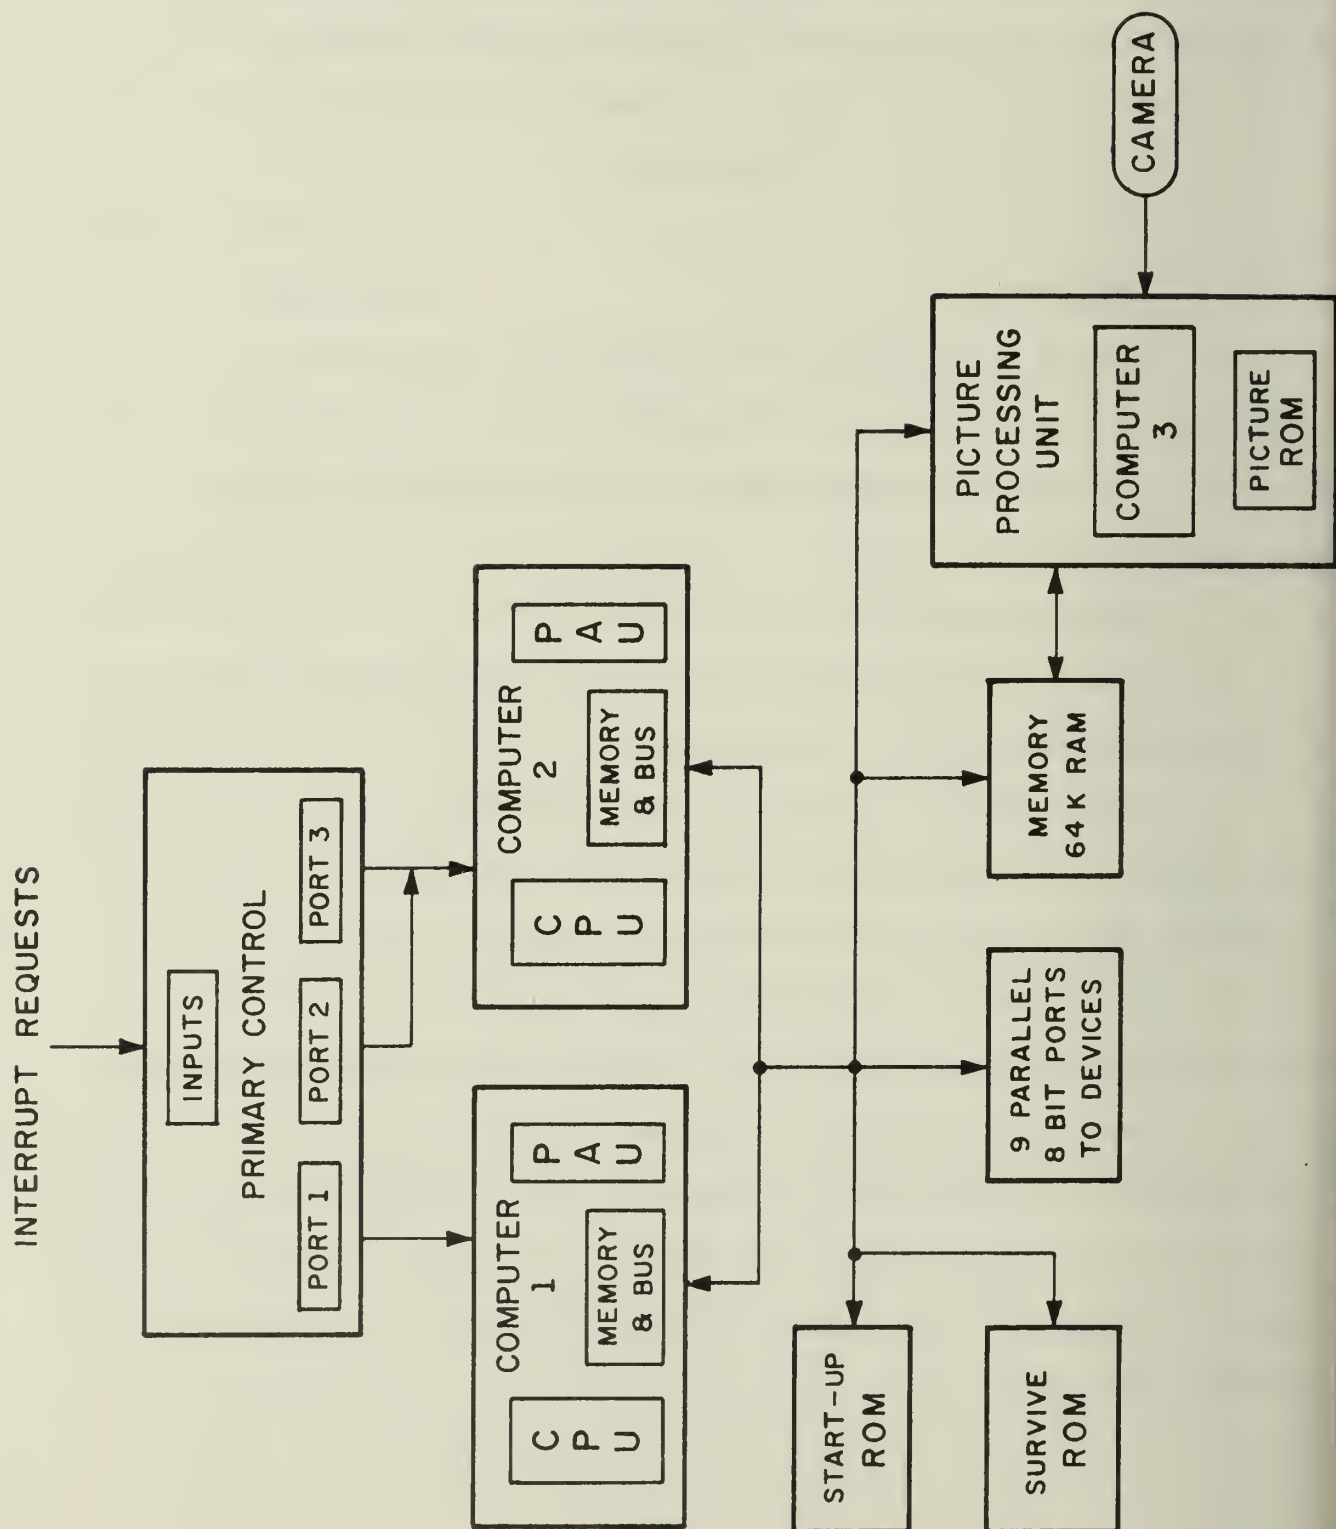 INTERRUPT REQUESTS
INPUTS
PRIMARY CONTROL
PORT 1
PORT 2
PORT 3
COMPUTER
1
C
P
U
MEMORY
& BUS
P
A
U
COMPUTER
2
C
P
U
MEMORY
& BUS
P
A
U
START-UP
ROM
SURVIVE
ROM
9 PARALLEL
8 BIT PORTS
TO DEVICES
MEMORY
64K RAM
PICTURE
PROCESSING
UNIT
COMPUTER
3
PICTURE
ROM
CAMERA